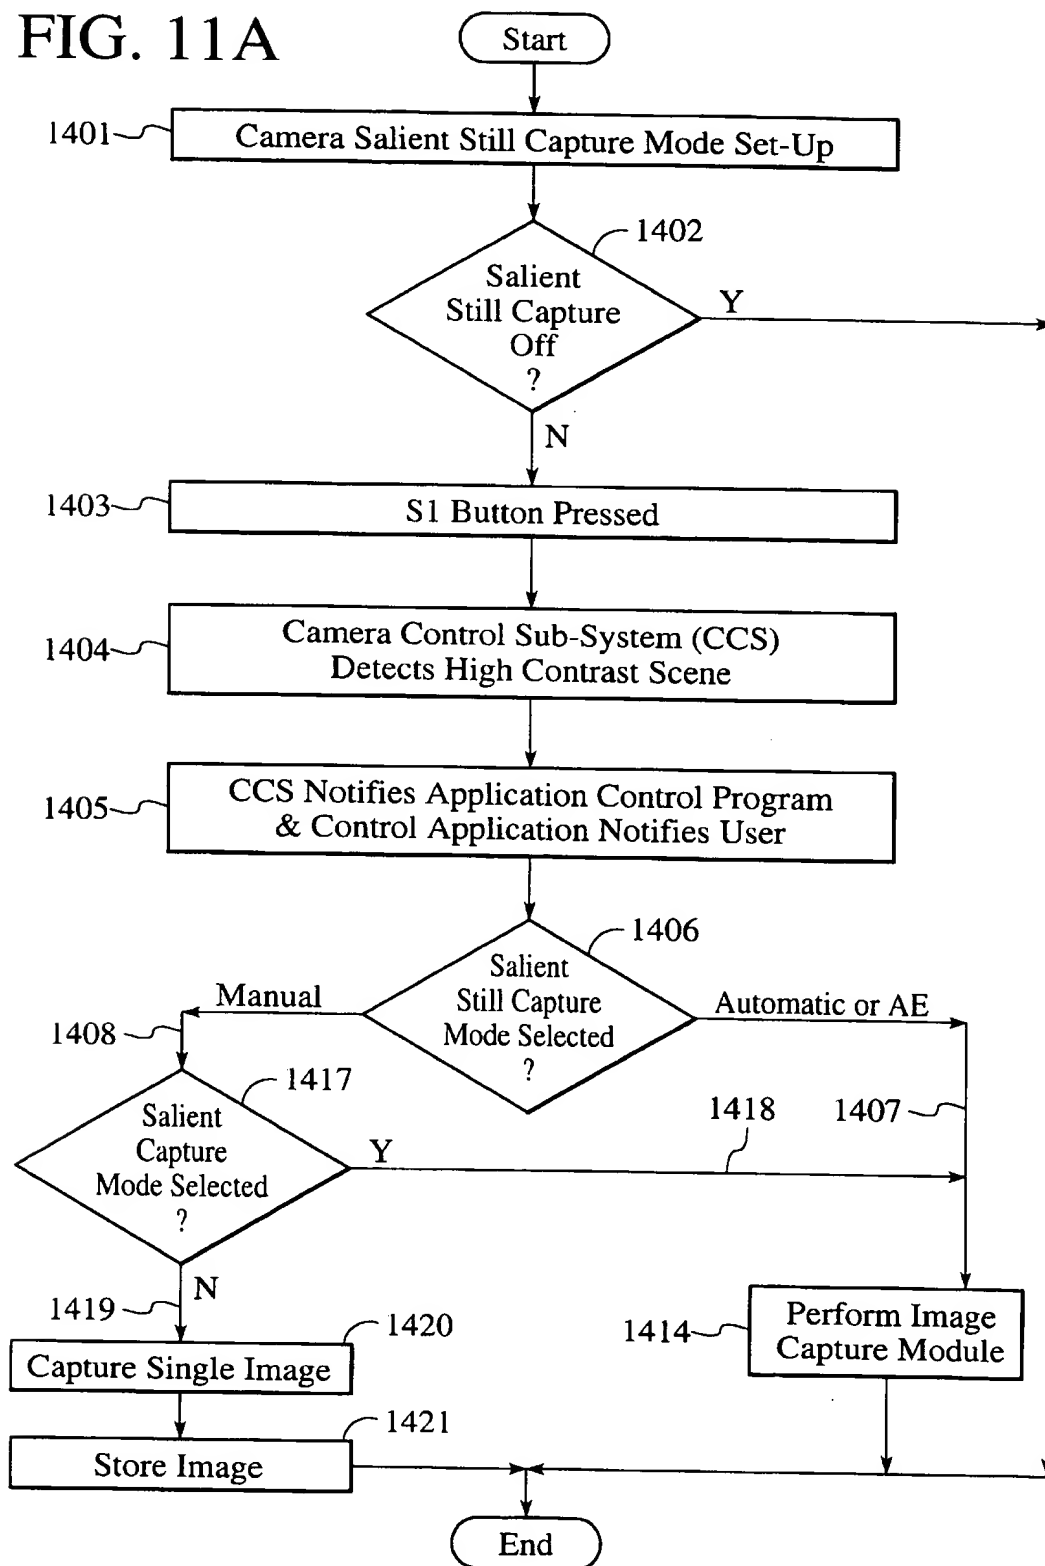 FIG. 11A
Start
1401
Camera Salient Still Capture Mode Set-Up
1402
Salient
Still Capture
Off
?
Y
N
1403
S1 Button Pressed
1404
Camera Control Sub-System (CCS)
Detects High Contrast Scene
1405
CCS Notifies Application Control Program
& Control Application Notifies User
1406
Salient
Still Capture
Mode Selected
?
Manual
Automatic or AE
1408
1407
1417
Salient
Capture
Mode Selected
?
Y
1418
N
1419
1420
Capture Single Image
1414
Perform Image
Capture Module
1421
Store Image
End